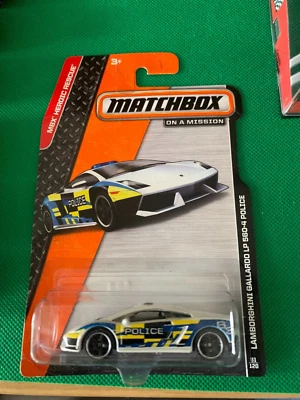 MBX HEROIC RESCUE
3+
MATCHBOX
ON A MISSION
POLICE
LAMBORGHINI GALLARDO LP 560-4 POLICE
120
POLICE